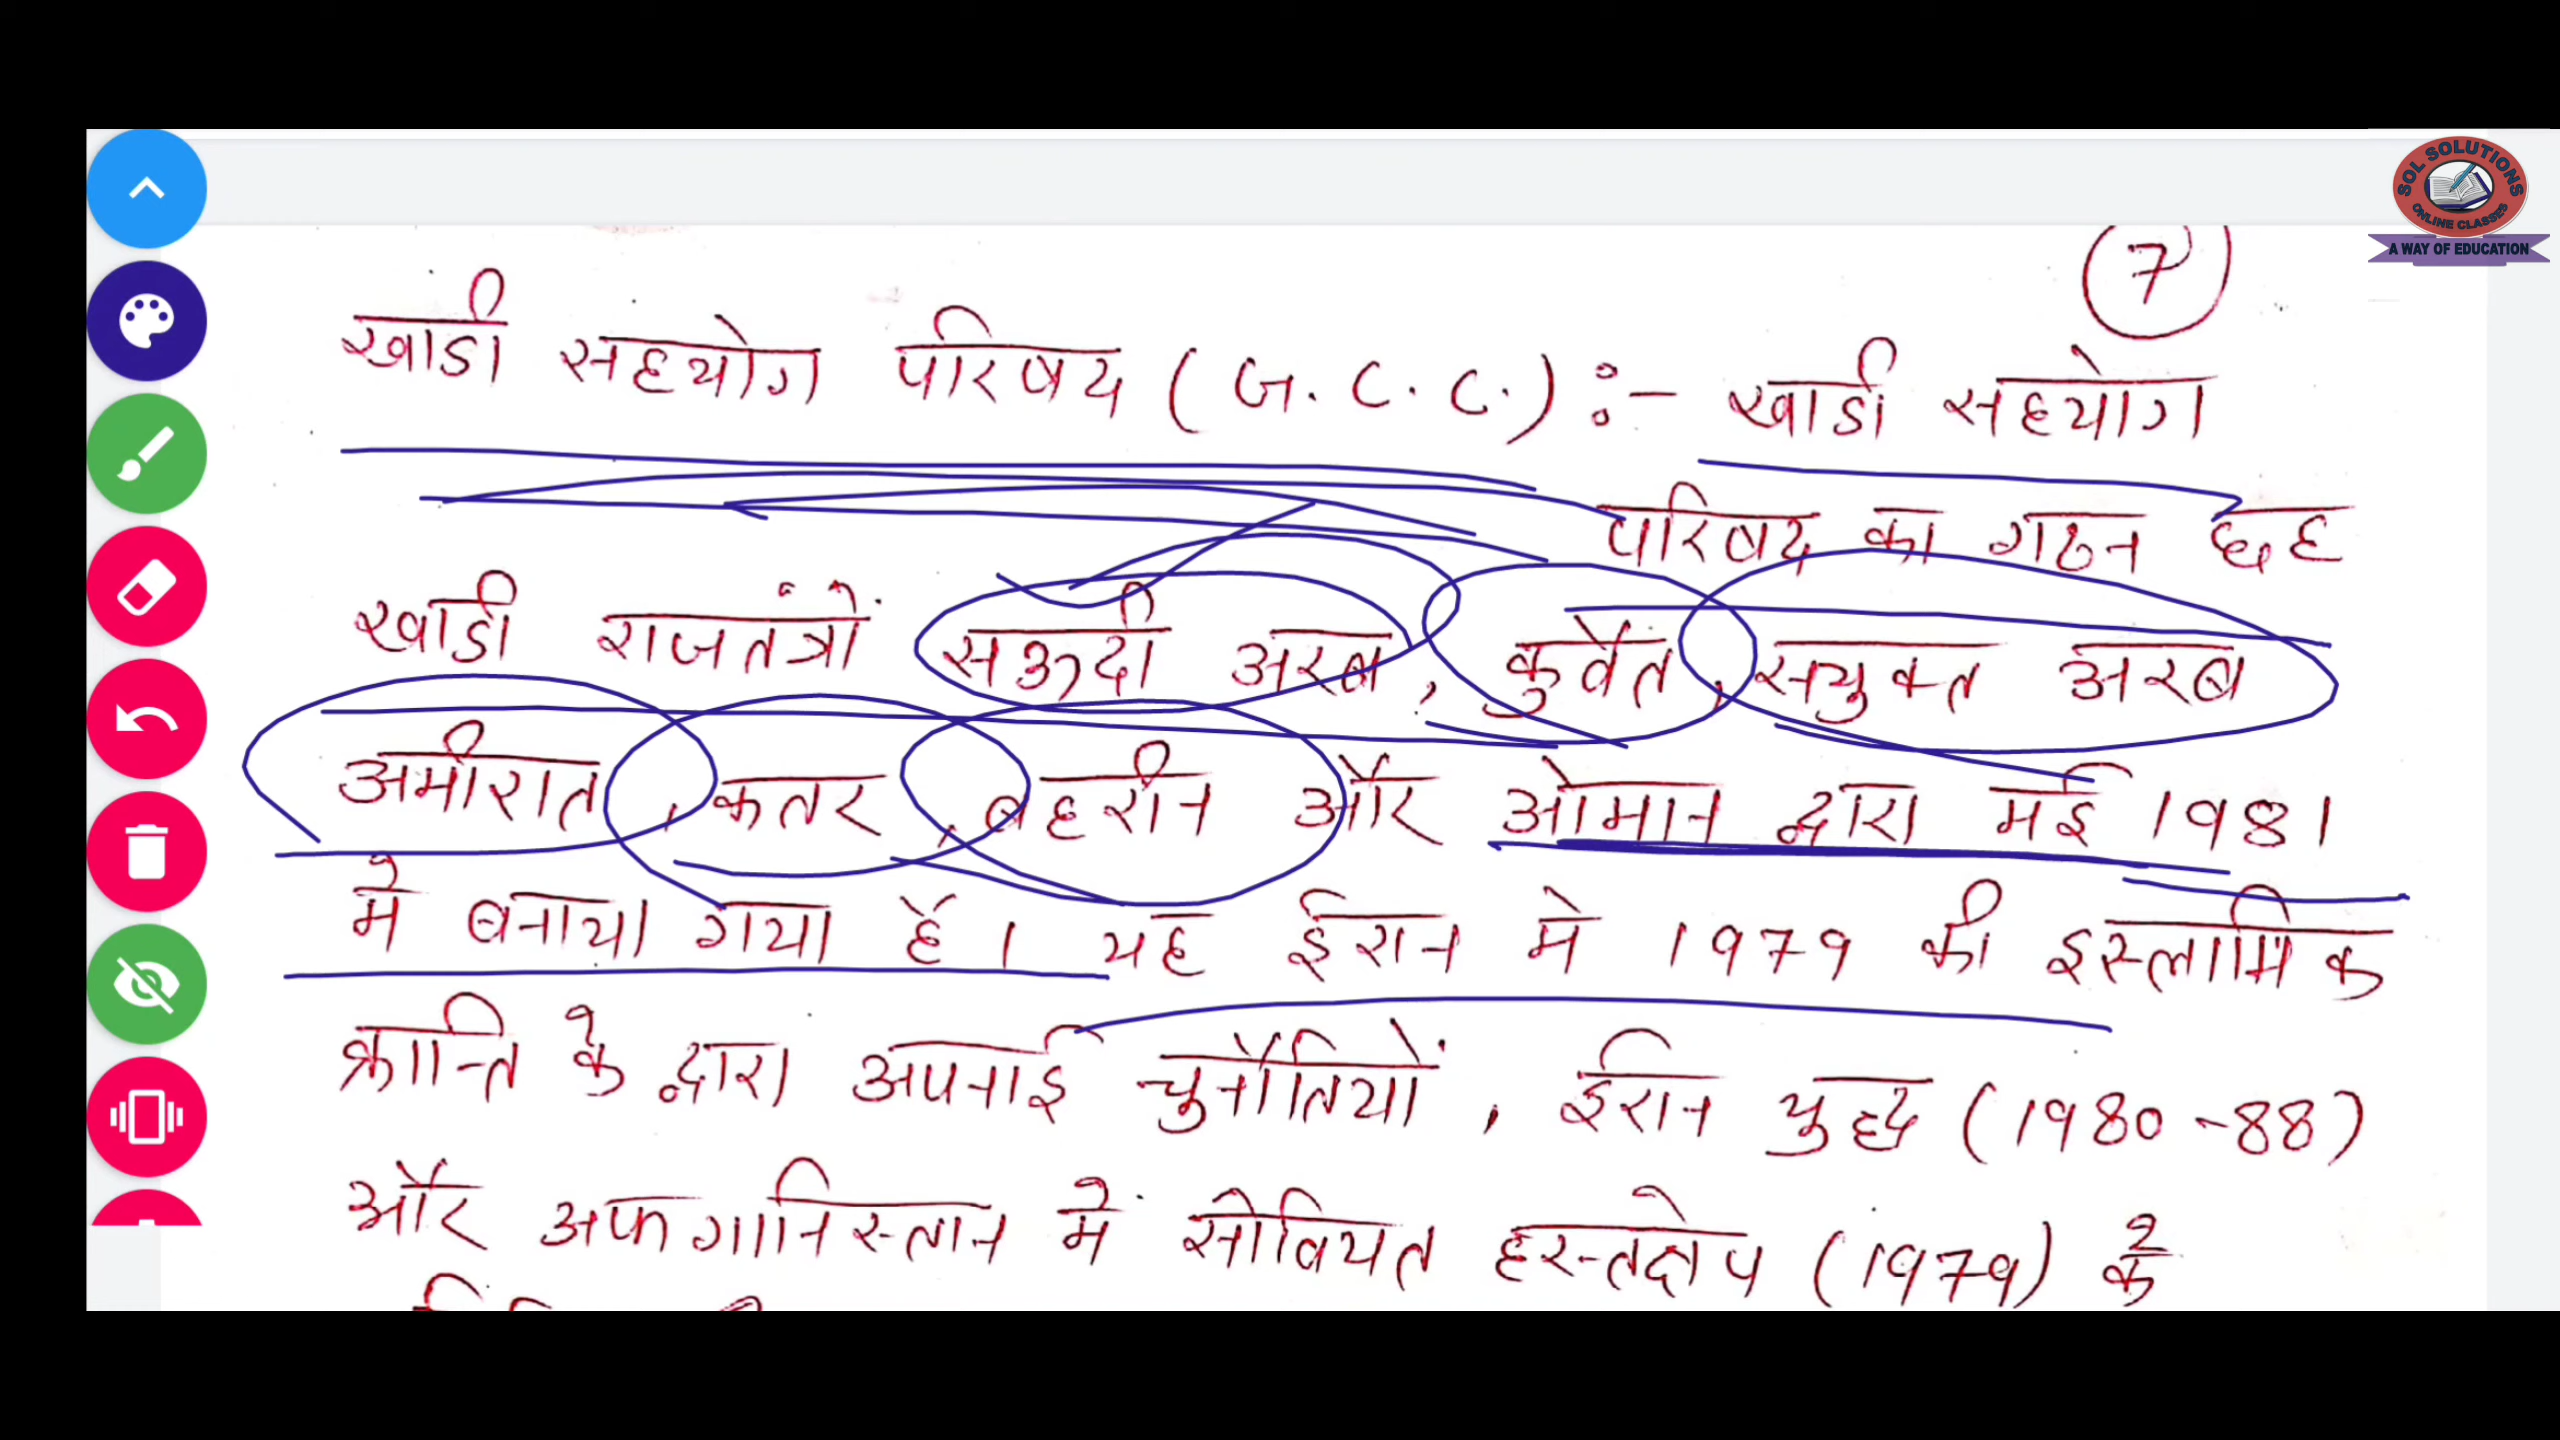 SOL SOLUTIONS
ONLINE CLASSES
A WAY OF EDUCATION
7
खाडी सहयोग परिषद (G.C.C.) :- खाडी सहयोग
परिषद का गठन छह
खाडी राजतंत्रों सऊदी अरब, कुवैत, सयुक्त अरब
अमीरात, कतर, बहरीन और ओमान द्वारा मई 1981
मे बनाया गया हैं। यह ईरान मे 1979 की इस्लामिक
क्रान्ति के द्वारा अपनाई चुनौतियों, ईरान युद्ध (1980-88)
और अफगानिस्तान में सोवियत हस्तक्षेप (1979) के